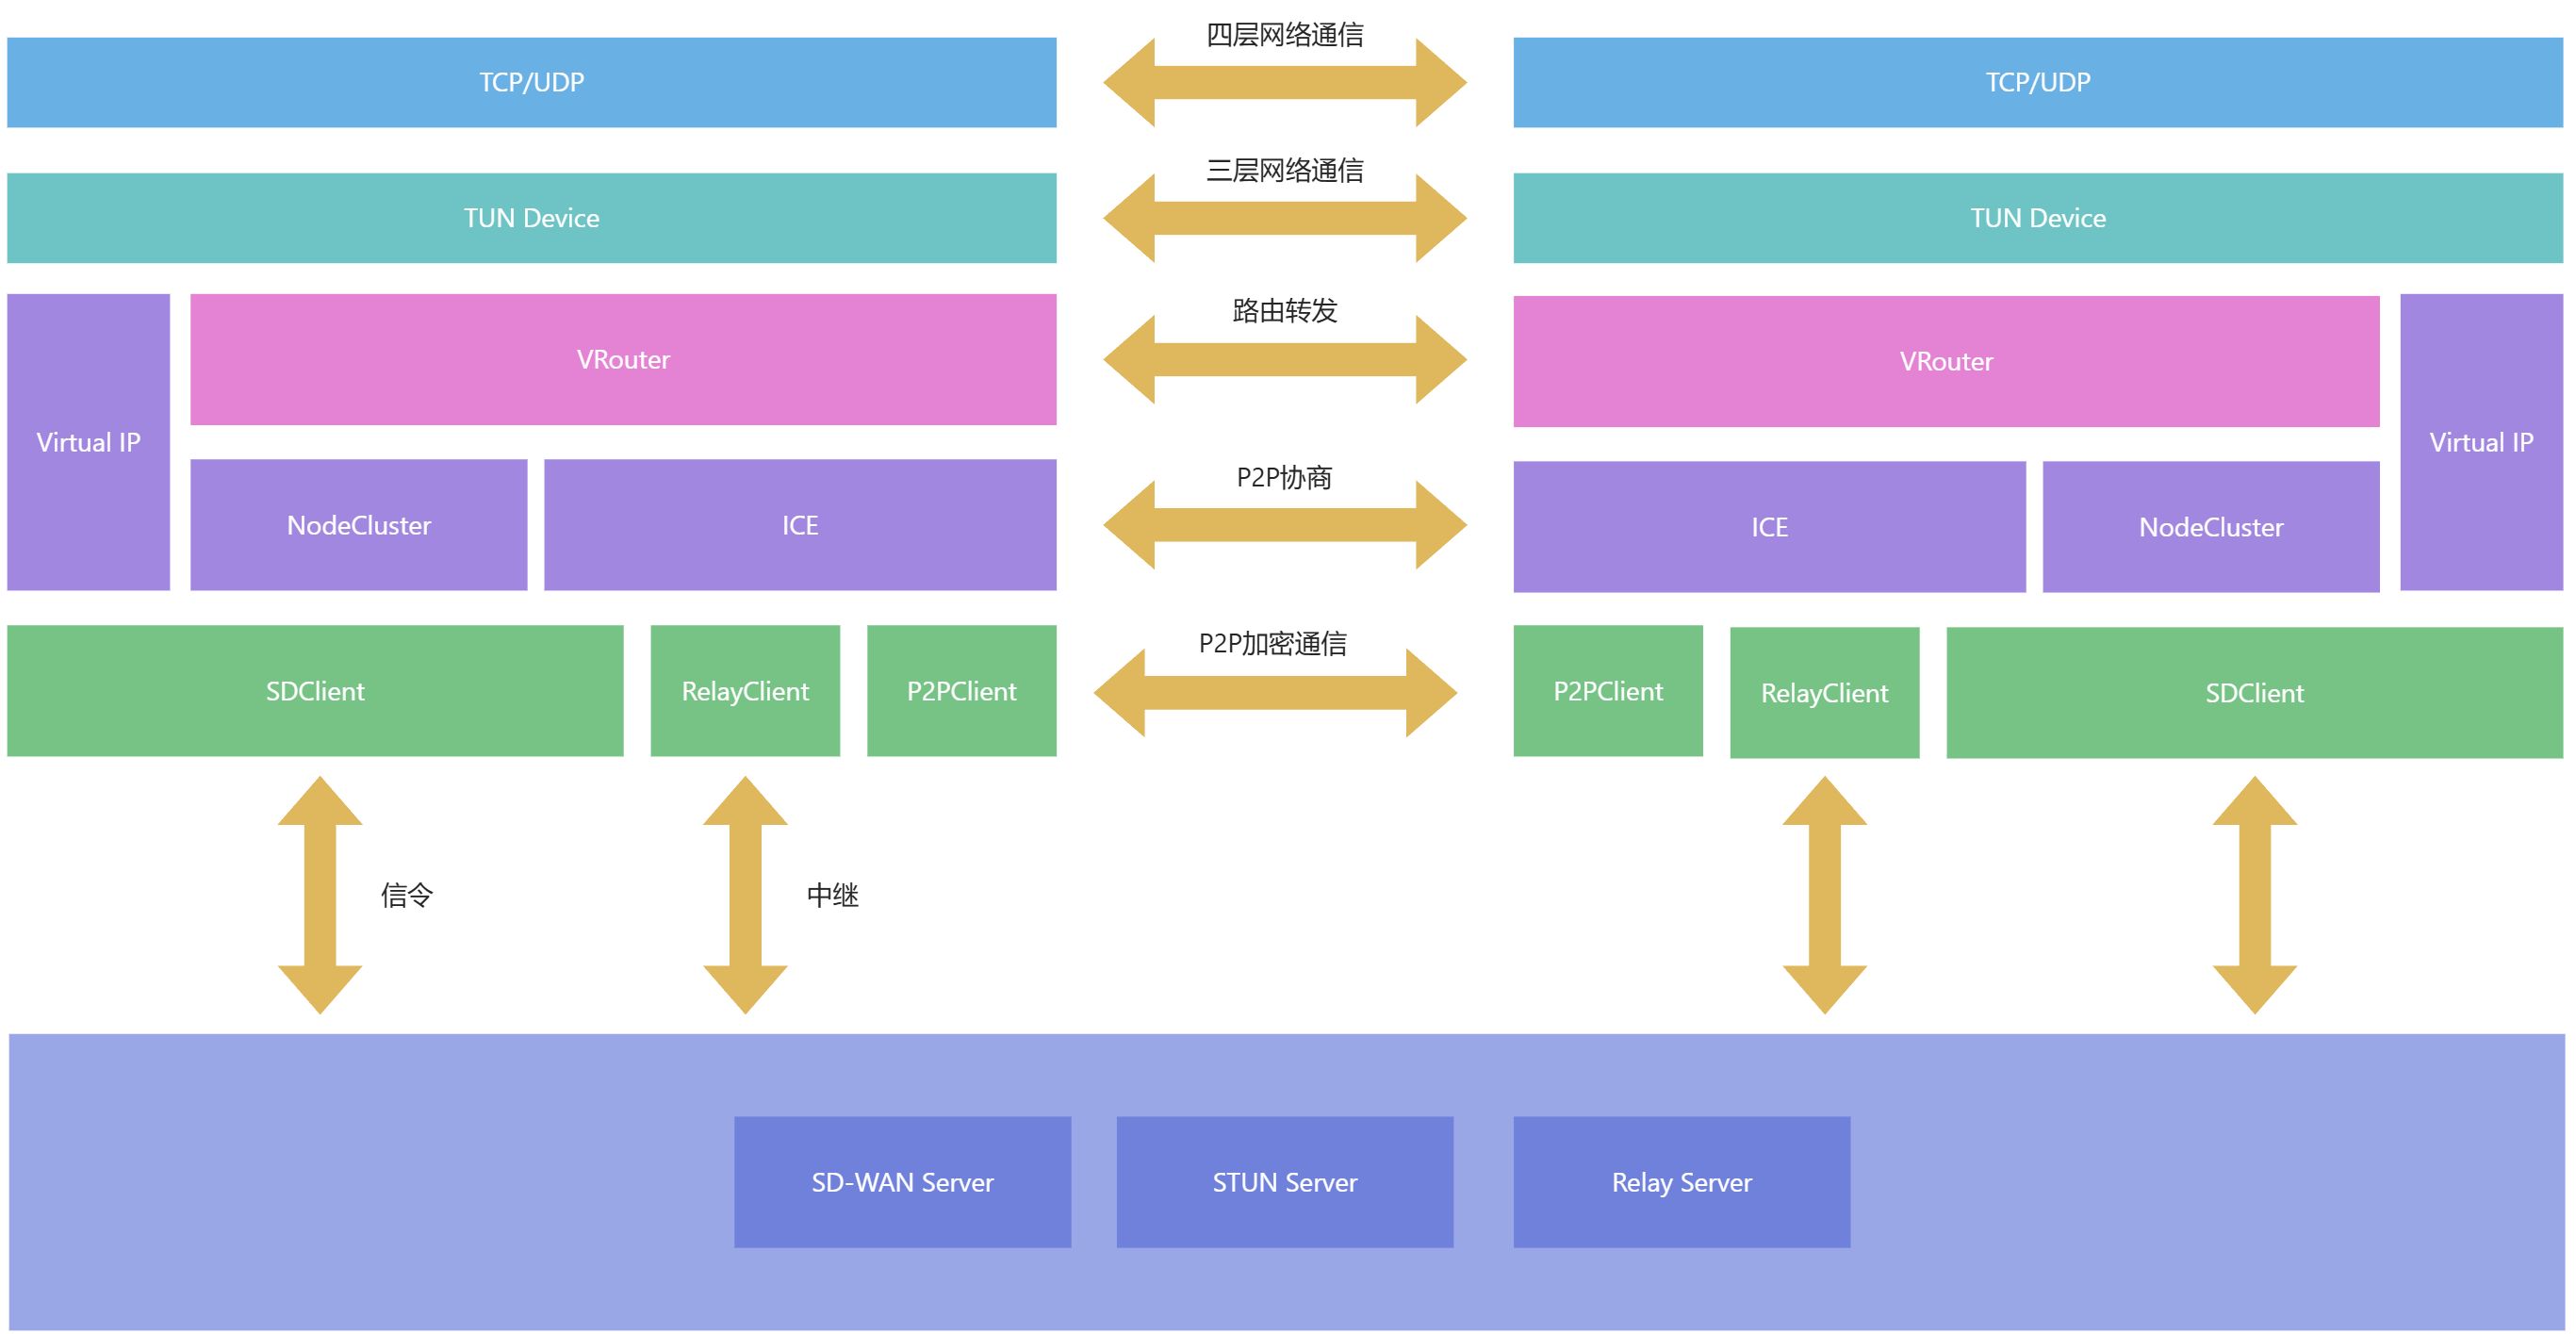 四层网络通信
TCP/UDP
TCP/UDP
三层网络通信
TUN Device
TUN Device
路由转发
VRouter
VRouter
Virtual IP
Virtual IP
P2P协商
NodeCluster
ICE
ICE
NodeCluster
P2P加密通信
SDClient
RelayClient
P2PClient
P2PClient
RelayClient
SDClient
信令
中继
SD-WAN Server
STUN Server
Relay Server